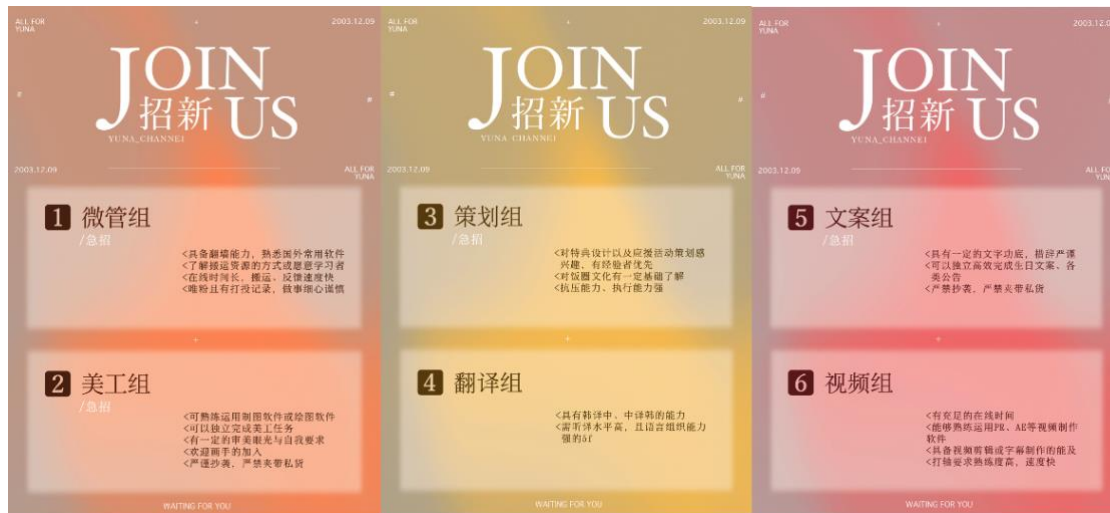 ALL FOR
YUNA
2003.12.09
JOIN
招新 US
YUNA_CHANNEL
2003.12.09
ALL FOR
YUNA
1 微管组
/急招
<具备翻墙能力，熟悉国外常用软件
<了解搬运资源的方式或愿意学习者
<在线时间长，搬运、反馈速度快
<唯粉且有打投记录，做事细心谨慎
2 美工组
/急招
<可熟练运用制图软件或绘图软件
<可以独立完成美工任务
<有一定的审美眼光与自我要求
<欢迎画手的加入
<严谨抄袭，严禁夹带私货
WAITING FOR YOU
ALL FOR
YUNA
2003.12.09
JOIN
招新 US
YUNA CHANNEL
2003.12.09
ALL FOR
YUNA
3 策划组
/急招
<对特典设计以及应援活动策划感
兴趣、有经验者优先
<对饭圈文化有一定基础了解
<抗压能力、执行能力强
4 翻译组
<具有韩译中、中译韩的能力
<需听译水平高，且语言组织能力
强的bf
WAITING FOR YOU
ALL FOR
YUNA
2003.12.0
JOIN
招新 US
YUNA_CHANNEL
2003.12.09
ALL FO
YUNA
5 文案组
/急招
<具有一定的文字功底，措辞严谨
<可以独立高效完成生日文案、各
类公告
<严禁抄袭，严禁夹带私货
6 视频组
<有充足的在线时间
<能够熟练运用PR、AE等视频制作
软件
<具备视频剪辑或字幕制作的能及
<打轴要求熟练度高，速度快
WAITING FOR YOU